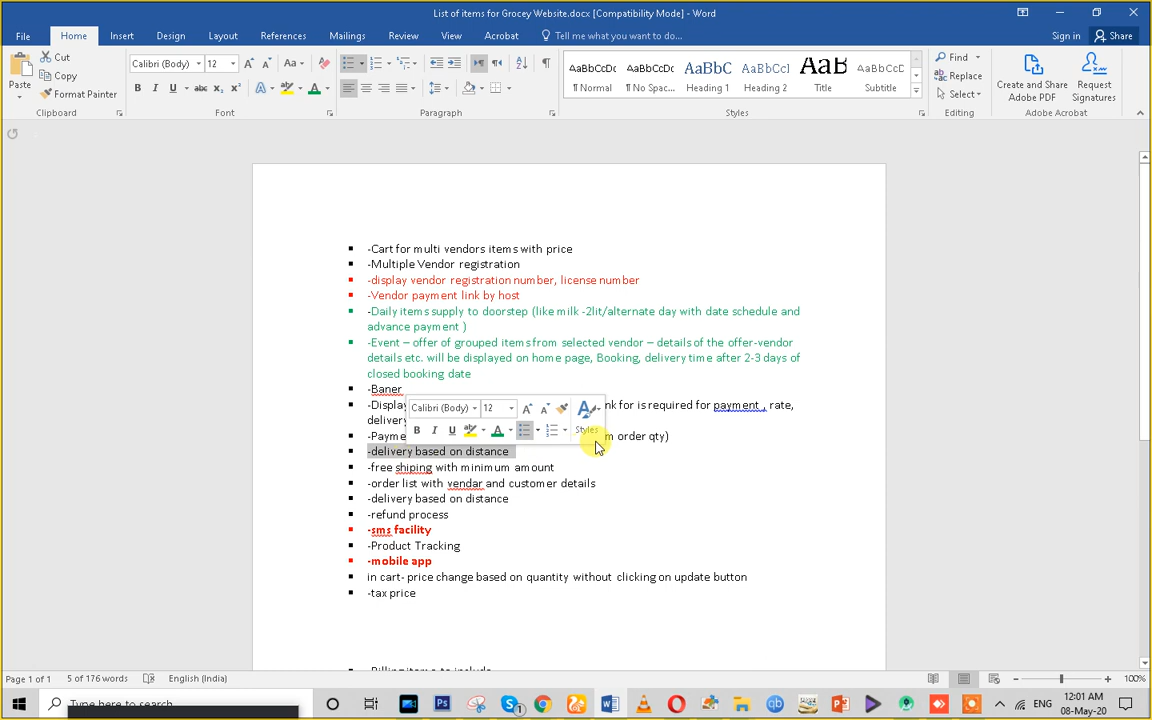 List of items for Grocey Website.docx [Compatibility Mode] - Word
File Home Insert Design Layout References Mailings Review View Acrobat Tell me what you want to do... Sign in Share
Paste Cut Copy Format Painter
Calibri (Body) 12 Aa
B I U abc X2 X2 A A
AaBbCcDc AaBbCcDc AaBbC AaBbCcl AaB AaBbCcD
¶ Normal ¶ No Spac... Heading 1 Heading 2 Title Subtitle
Find Replace Select
Create and Share Adobe PDF Request Signatures
Clipboard Font Paragraph Styles Editing Adobe Acrobat
-Cart for multi vendors items with price
-Multiple Vendor registration
-display vendor registration number, license number
-Vendor payment link by host
-Daily items supply to doorstep (like milk -2lit/alternate day with date schedule and
advance payment )
-Event – offer of grouped items from selected vendor – details of the offer-vendor
details etc. will be displayed on home page, Booking, delivery time after 2-3 days of
closed booking date
-Baner
-Display nk for is required for payment , rate,
delivery
-Payme m order qty)
Calibri (Body) 12 A A
B I U A Styles
-delivery based on distance
-free shiping with minimum amount
-order list with vendar and customer details
-delivery based on distance
-refund process
-sms facility
-Product Tracking
-mobile app
in cart- price change based on quantity without clicking on update button
-tax price
Page 1 of 1 5 of 176 words English (India) 100%
Type here to search
ENG 12:01 AM
08-May-20